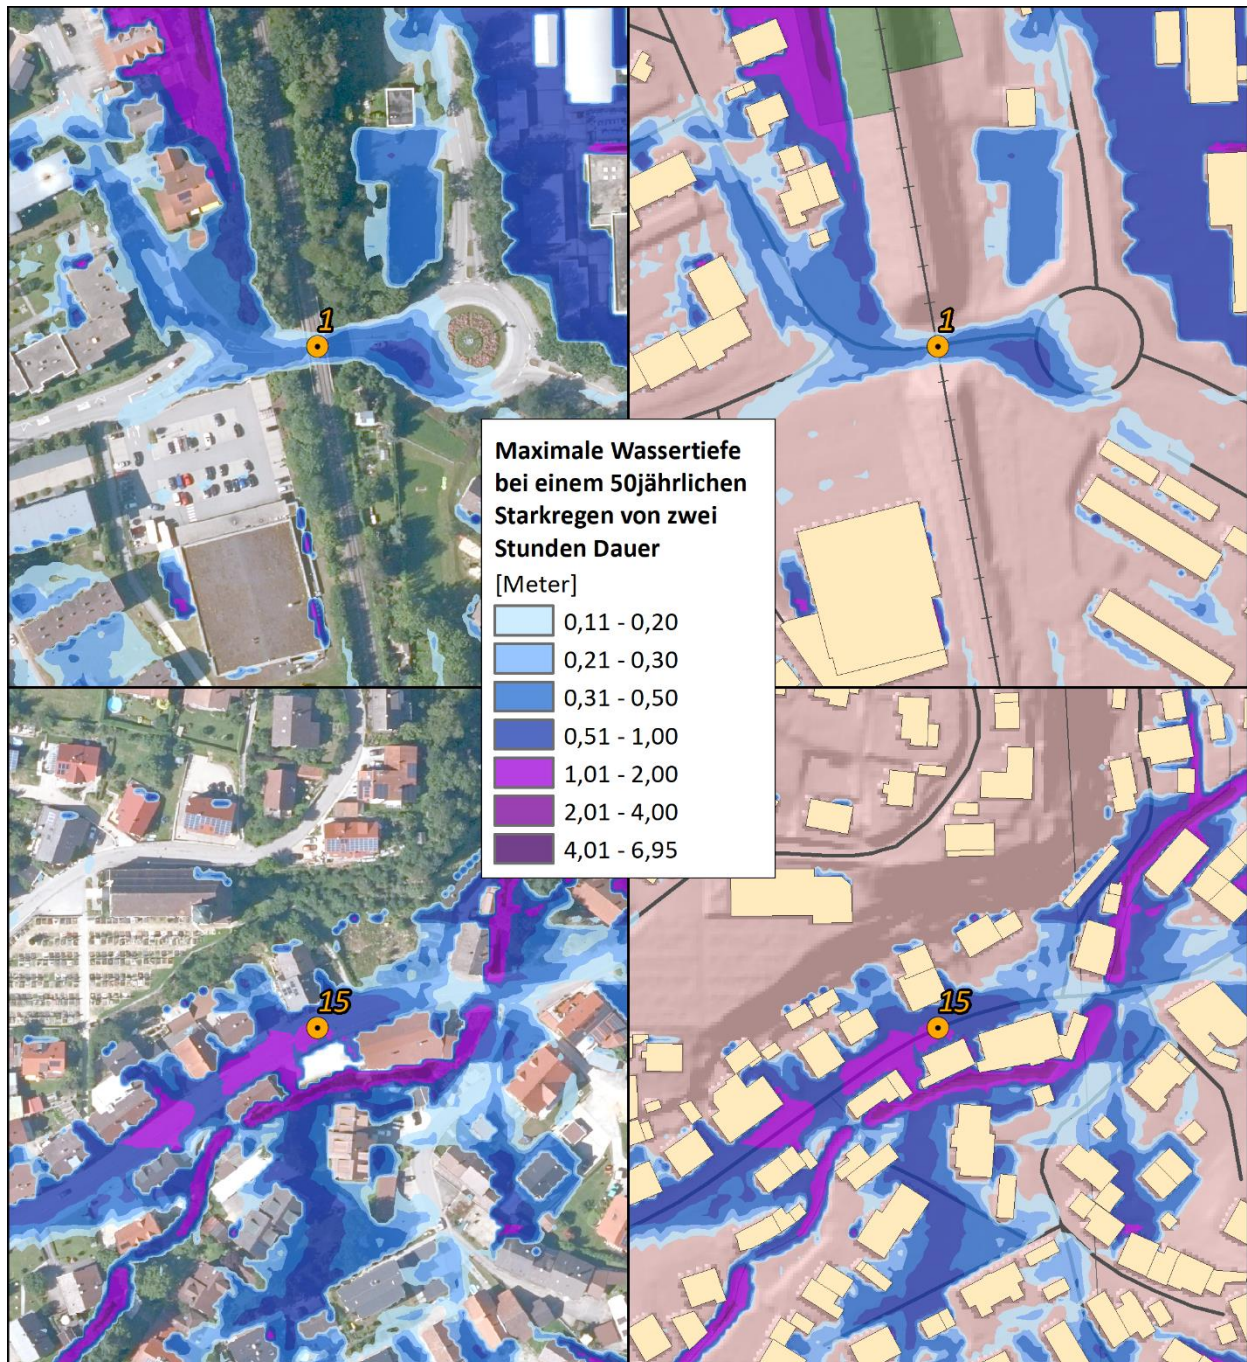 1
1
Maximale Wassertiefe
bei einem 50jährlichen
Starkregen von zwei
Stunden Dauer
[Meter]
0,11 - 0,20
0,21 - 0,30
0,31 - 0,50
0,51 - 1,00
1,01 - 2,00
2,01 - 4,00
4,01 - 6,95
15
15